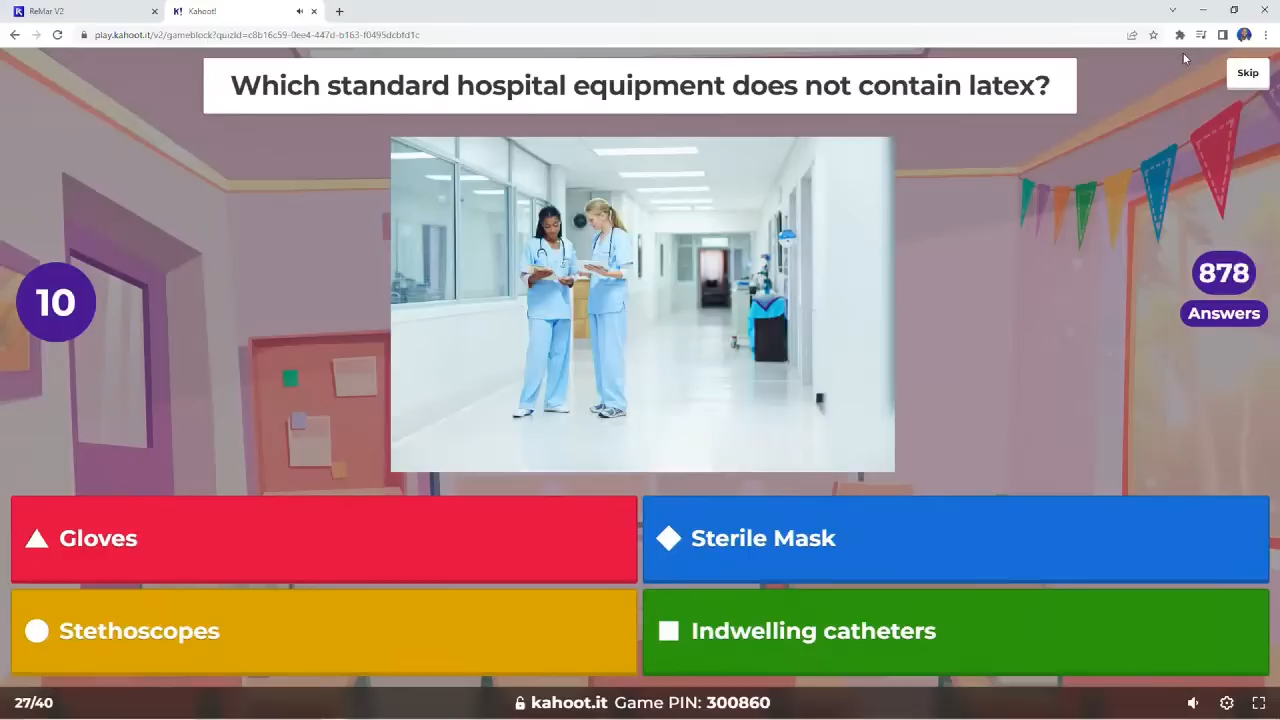 ReMar V2
K! Kahoot!
play.kahoot.it/v2/gameblock?quizId=c8b16c59-0ee4-447d-b163-f0495dcbfd1c
Which standard hospital equipment does not contain latex?
Skip
10
878
Answers
Gloves
Sterile Mask
Stethoscopes
Indwelling catheters
27/40
kahoot.it Game PIN: 300860